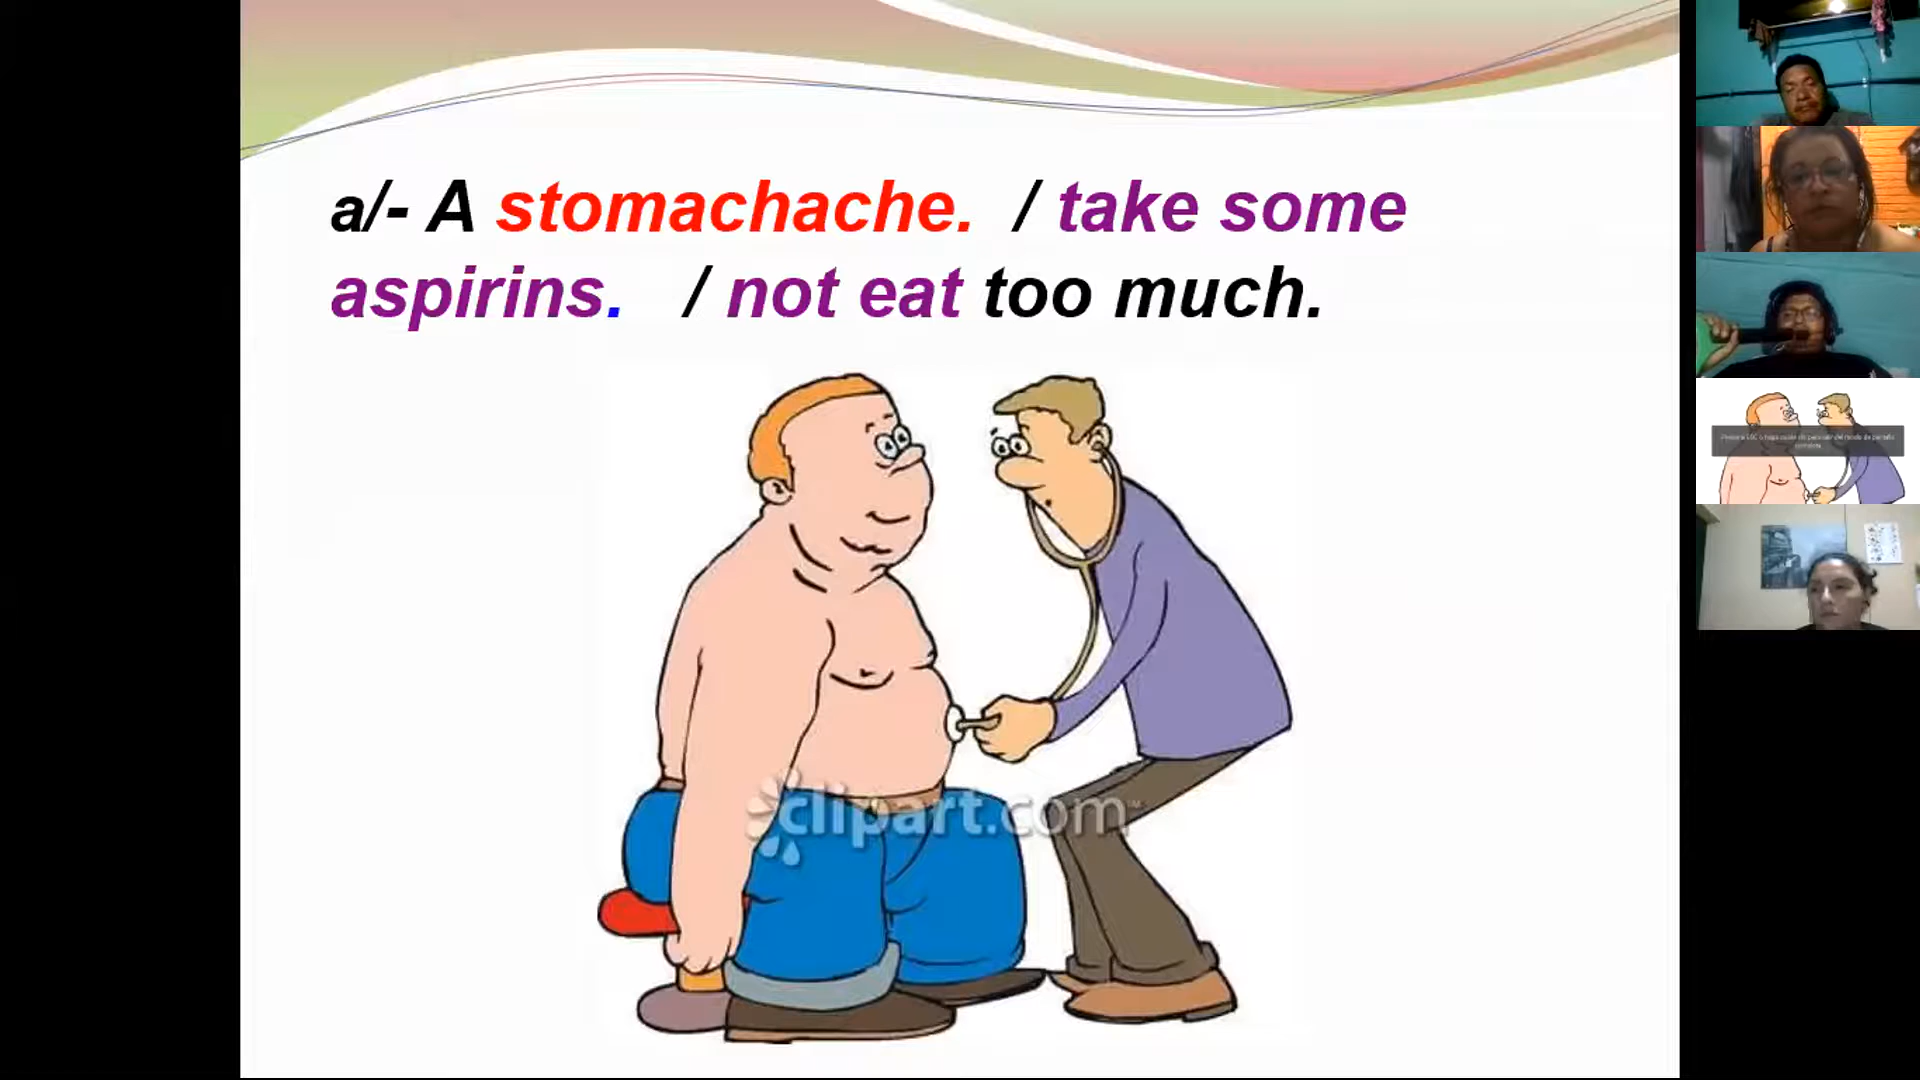 a/- A stomachache. / take some
aspirins. / not eat too much.
clipart.com